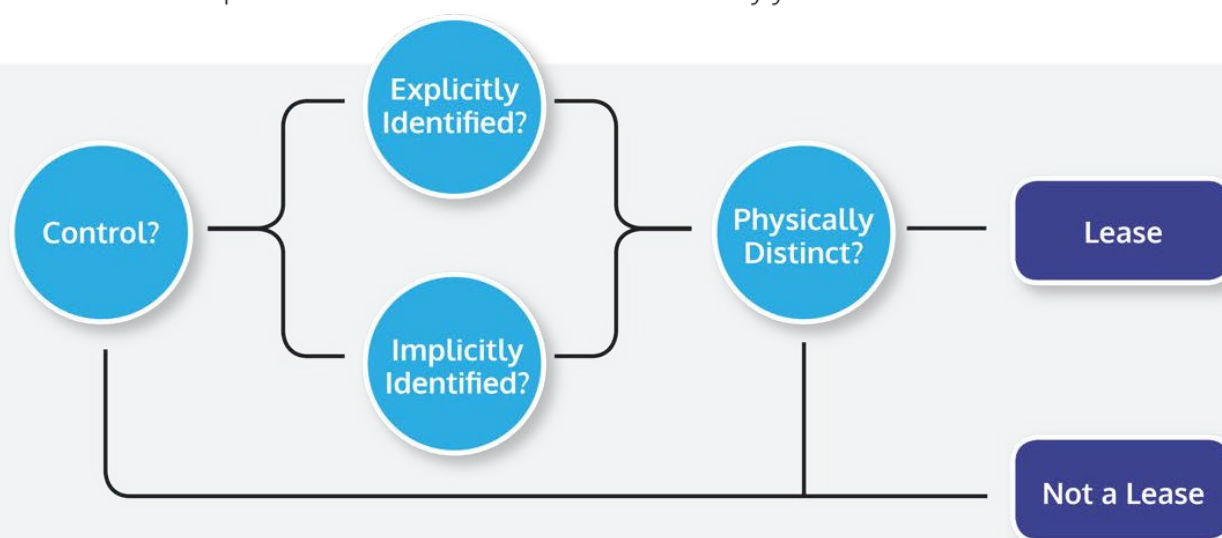 Explicitly
Identified?
Control?
Physically
Distinct?
Lease
Implicitly
Identified?
Not a Lease